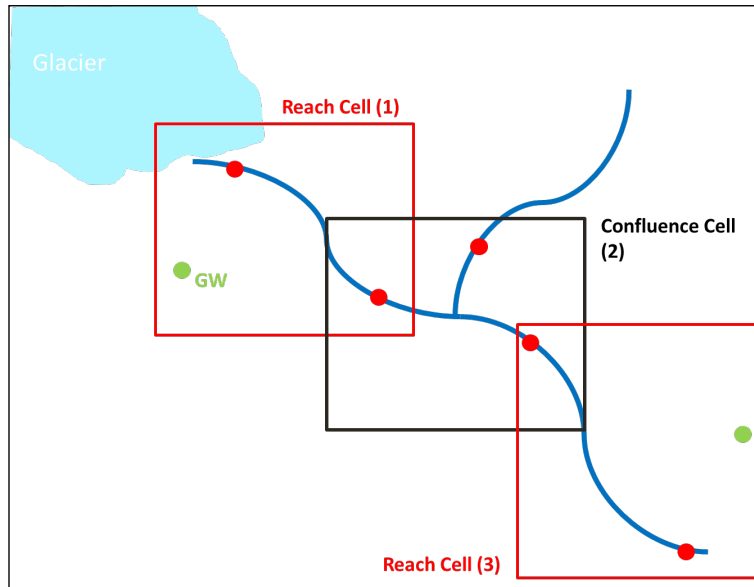 Glacier
Reach Cell (1)
Confluence Cell
(2)
GW
Reach Cell (3)